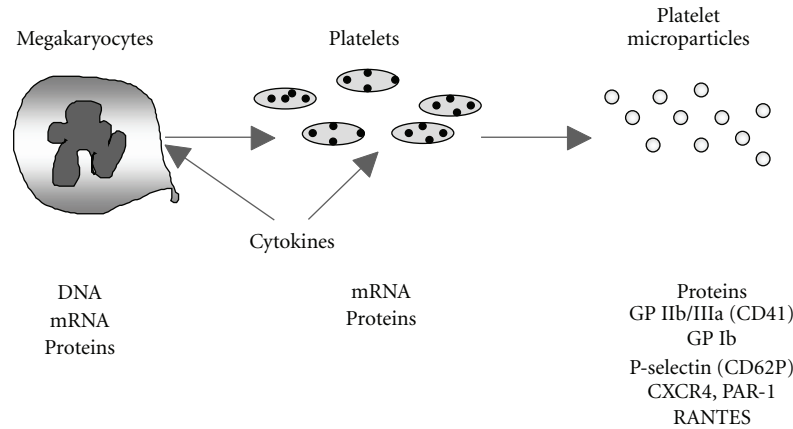 Megakaryocytes
Platelets
Platelet
microparticles
Cytokines
DNA
mRNA
Proteins
mRNA
Proteins
Proteins
GP IIb/IIIa (CD41)
GP Ib
P-selectin (CD62P)
CXCR4, PAR-1
RANTES